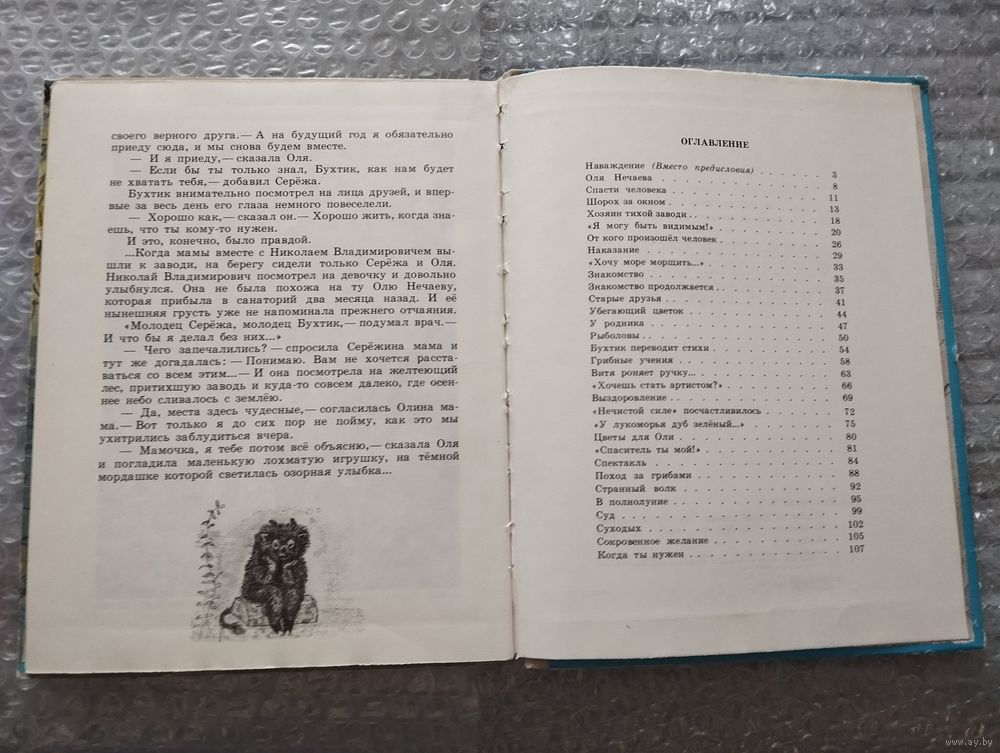 своего верного друга.— А на будущий год я обязательно
приеду сюда, и мы снова будем вместе.
— И я приеду,— сказала Оля.
— Если бы ты только знал, Бухтик, как нам будет
не хватать тебя,— добавил Серёжа.
Бухтик внимательно посмотрел на лица друзей, и впер-
вые за весь день его глаза немного повеселели.
— Хорошо как,— сказал он.— Хорошо жить, когда зна-
ешь, что ты кому-то нужен.
И это, конечно, было правдой.
...Когда мамы вместе с Николаем Владимировичем вы-
шли к заводи, на берегу сидели только Серёжа и Оля.
Николай Владимирович посмотрел на девочку и довольно
улыбнулся. Она не была похожа на ту Олю Нечаеву,
которая прибыла в санаторий два месяца назад. И её
нынешняя грусть уже не напоминала прежнего отчаяния.
«Молодец Серёжа, молодец Бухтик,— подумал врач.—
И что бы я делал без них...»
— Чего запечалились? — спросила Серёжина мама и
тут же догадалась: — Понимаю. Вам не хочется расста-
ваться со всем этим...— И она посмотрела на желтеющий
лес, притихшую заводь и куда-то совсем далеко, где осен-
нее небо сливалось с землёю.
— Да, места здесь чудесные,— согласилась Олина ма-
ма.— Вот только я до сих пор не пойму, как это мы
ухитрились заблудиться вчера.
— Мамочка, я тебе потом всё объясню,— сказала Оля
и погладила маленькую лохматую игрушку, на тёмной
мордашке которой светилась озорная улыбка...
ОГЛАВЛЕНИЕ
Наваждение (Вместо предисловия) . . . . . . 3
Оля Нечаева . . . . . . 8
Спасти человека . . . . . . 11
Шорох за окном . . . . . . 13
Хозяин тихой заводи . . . . . . 18
«Я могу быть видимым!» . . . . . . 20
От кого произошёл человек . . . . . . 26
Наказание . . . . . . 29
«Хочу море морщить...» . . . . . . 33
Знакомство . . . . . . 35
Знакомство продолжается . . . . . . 37
Старые друзья . . . . . . 41
Убегающий цветок . . . . . . 44
У родника . . . . . . 47
Рыболовы . . . . . . 50
Бухтик переводит стихи . . . . . . 54
Грибные учения . . . . . . 58
Витя роняет ручку... . . . . . . 63
«Хочешь стать артистом?» . . . . . . 66
Выздоровление . . . . . . 69
«Нечистой силе» посчастливилось . . . . . . 72
«У лукоморья дуб зелёный...» . . . . . . 75
Цветы для Оли . . . . . . 80
«Спаситель ты мой!» . . . . . . 81
Спектакль . . . . . . 84
Поход за грибами . . . . . . 88
Странный волк . . . . . . 92
В полнолуние . . . . . . 95
Суд . . . . . . 99
Суходых . . . . . . 102
Сокровенное желание . . . . . . 105
Когда ты нужен . . . . . . 107
www.ay.by